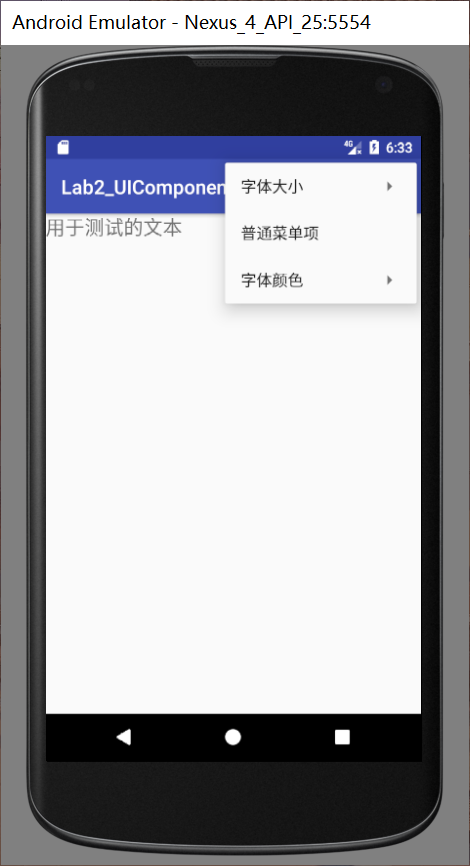 Android Emulator - Nexus_4_API_25:5554
4G 6:33
Lab2_UIComponen
字体大小
用于测试的文本
普通菜单项
字体颜色